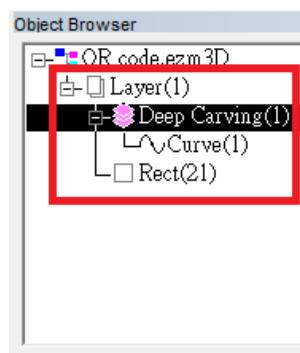 Object Browser
QR code.ezm3D
Layer(1)
Deep Carving(1)
Curve(1)
Rect(21)